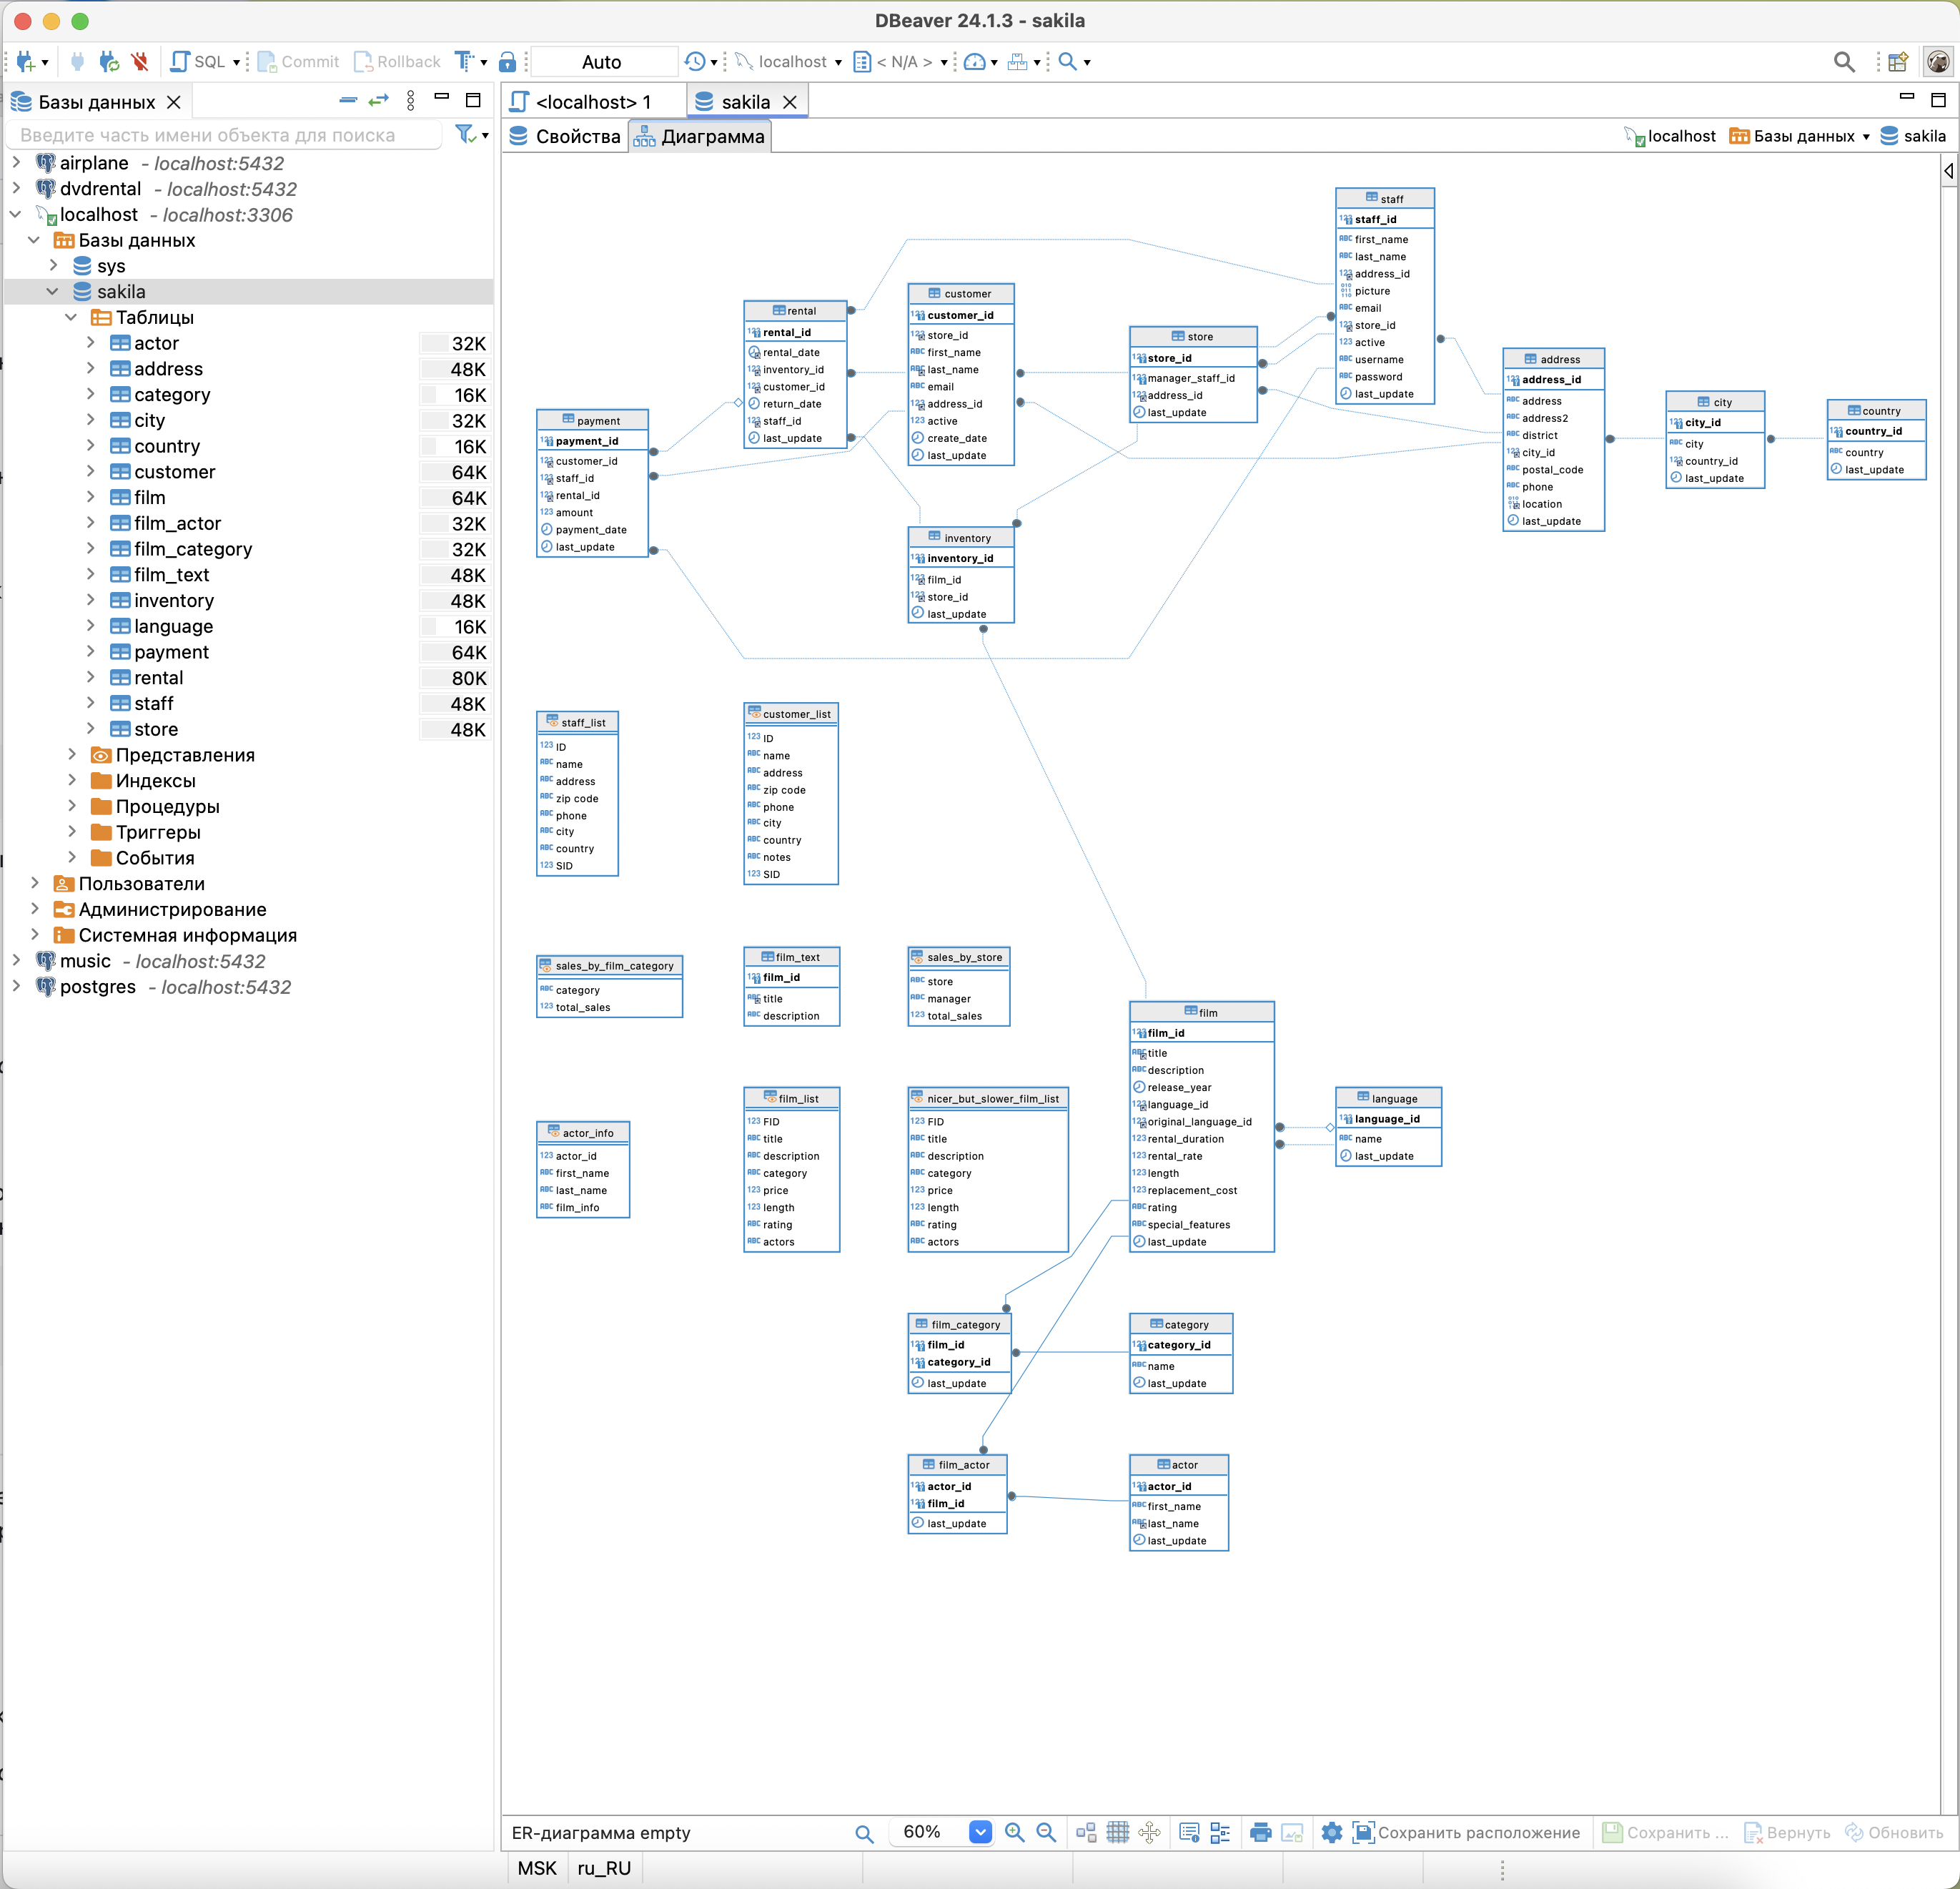 DBeaver 24.1.3 - sakila
SQL Commit Rollback Auto localhost < N/A >
Базы данных
Введите часть имени объекта для поиска
airplane - localhost:5432
dvdrental - localhost:5432
localhost - localhost:3306
Базы данных
sys
sakila
Таблицы
actor 32K
address 48K
category 16K
city 32K
country 16K
customer 64K
film 64K
film_actor 32K
film_category 32K
film_text 48K
inventory 48K
language 16K
payment 64K
rental 80K
staff 48K
store 48K
Представления
Индексы
Процедуры
Триггеры
События
Пользователи
Администрирование
Системная информация
music - localhost:5432
postgres - localhost:5432
<localhost> 1 sakila
Свойства Диаграмма localhost Базы данных sakila
staff
staff_id
first_name
last_name
address_id
picture
email
store_id
active
username
password
last_update
rental
rental_id
rental_date
inventory_id
customer_id
return_date
staff_id
last_update
customer
customer_id
store_id
first_name
last_name
email
address_id
active
create_date
last_update
store
store_id
manager_staff_id
address_id
last_update
address
address_id
address
address2
district
city_id
postal_code
phone
location
last_update
city
city_id
city
country_id
last_update
country
country_id
country
last_update
payment
payment_id
customer_id
staff_id
rental_id
amount
payment_date
last_update
inventory
inventory_id
film_id
store_id
last_update
staff_list
ID
name
address
zip code
phone
city
country
SID
customer_list
ID
name
address
zip code
phone
city
country
notes
SID
sales_by_film_category
category
total_sales
film_text
film_id
title
description
sales_by_store
store
manager
total_sales
film
film_id
title
description
release_year
language_id
original_language_id
rental_duration
rental_rate
length
replacement_cost
rating
special_features
last_update
language
language_id
name
last_update
actor_info
actor_id
first_name
last_name
film_info
film_list
FID
title
description
category
price
length
rating
actors
nicer_but_slower_film_list
FID
title
description
category
price
length
rating
actors
film_category
film_id
category_id
last_update
category
category_id
name
last_update
film_actor
actor_id
film_id
last_update
actor
actor_id
first_name
last_name
last_update
ER-диаграмма empty 60% Сохранить расположение Сохранить ... Вернуть Обновить
MSK ru_RU